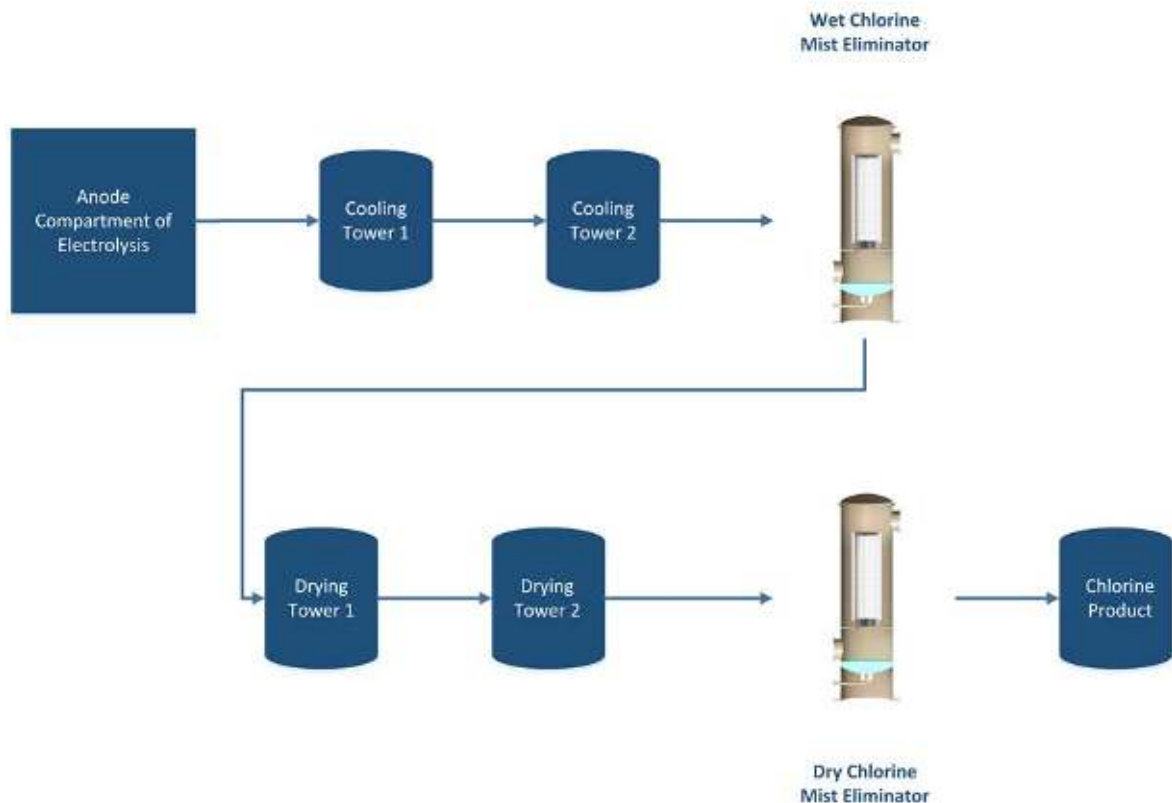 Wet Chlorine
Mist Eliminator
Anode
Compartment of
Electrolysis
Cooling
Tower 1
Cooling
Tower 2
Drying
Tower 1
Drying
Tower 2
Chlorine
Product
Dry Chlorine
Mist Eliminator